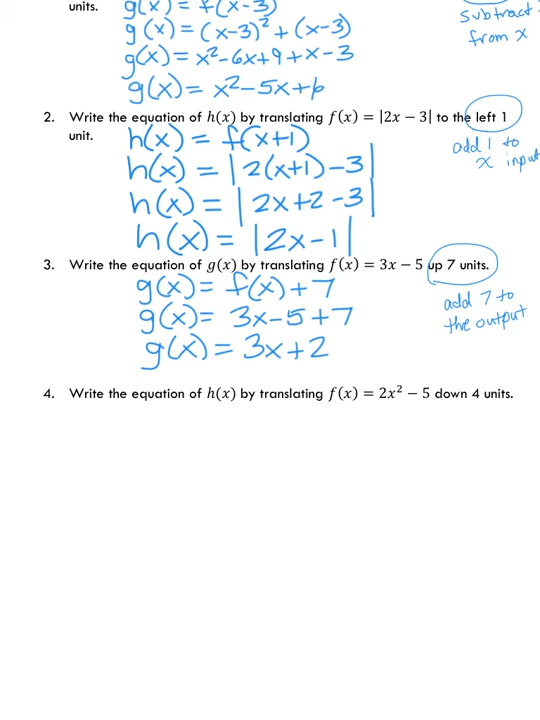 units.
g(x) = f(x-3)
g(x) = (x-3)² + (x-3)
g(x) = x² - 6x + 9 + x - 3
g(x) = x² - 5x + 6
subtract
from x
2. Write the equation of h(x) by translating f(x) = |2x − 3| to the left 1
unit.
h(x) = f(x+1)
h(x) = |2(x+1) - 3|
h(x) = |2x + 2 - 3|
h(x) = |2x - 1|
add 1 to
x input
3. Write the equation of g(x) by translating f(x) = 3x − 5 up 7 units.
g(x) = f(x) + 7
g(x) = 3x - 5 + 7
g(x) = 3x + 2
add 7 to
the output
4. Write the equation of h(x) by translating f(x) = 2x² − 5 down 4 units.